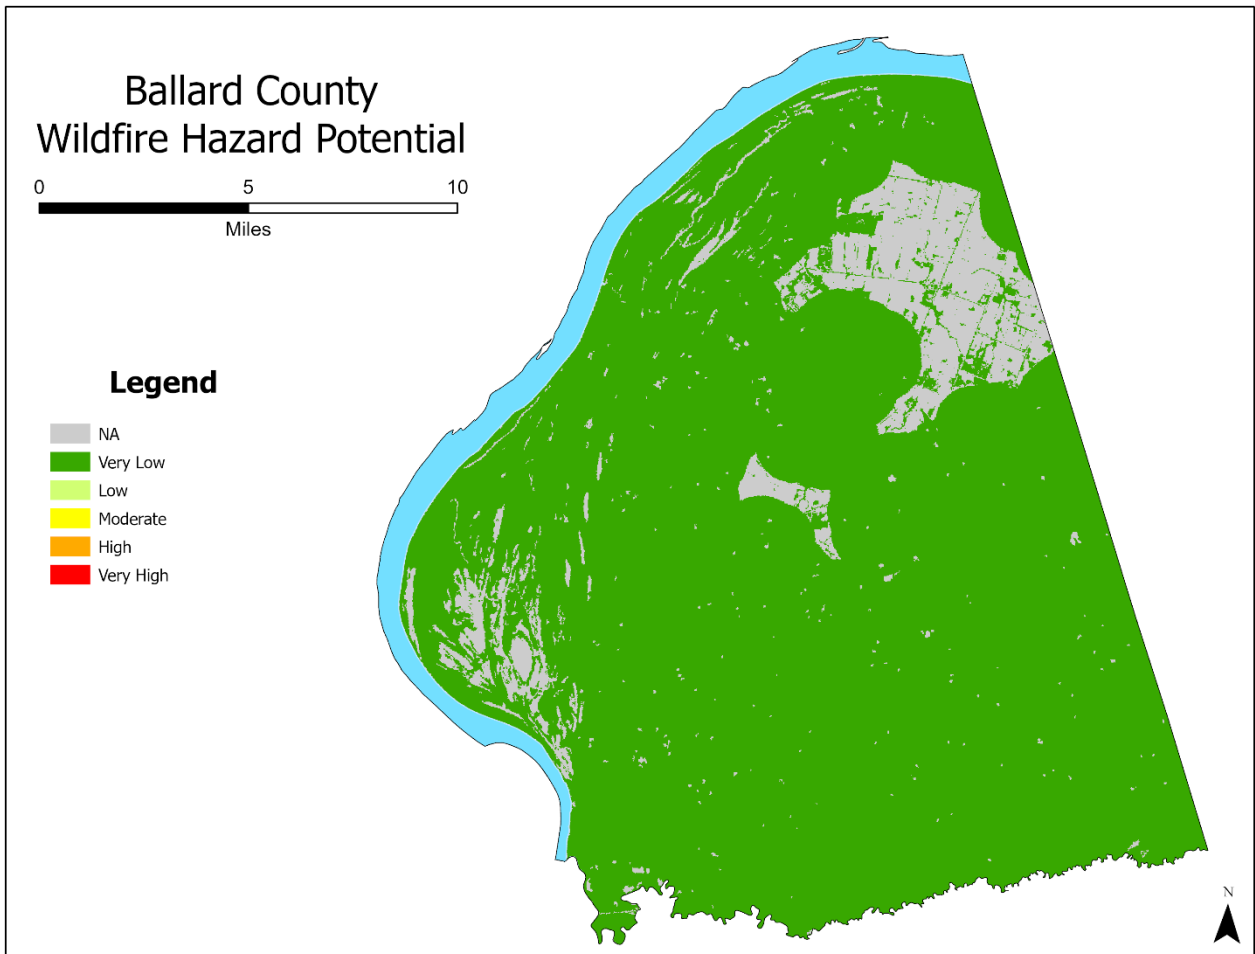 Ballard County
Wildfire Hazard Potential
0 5 10
Miles
Legend
NA
Very Low
Low
Moderate
High
Very High
N